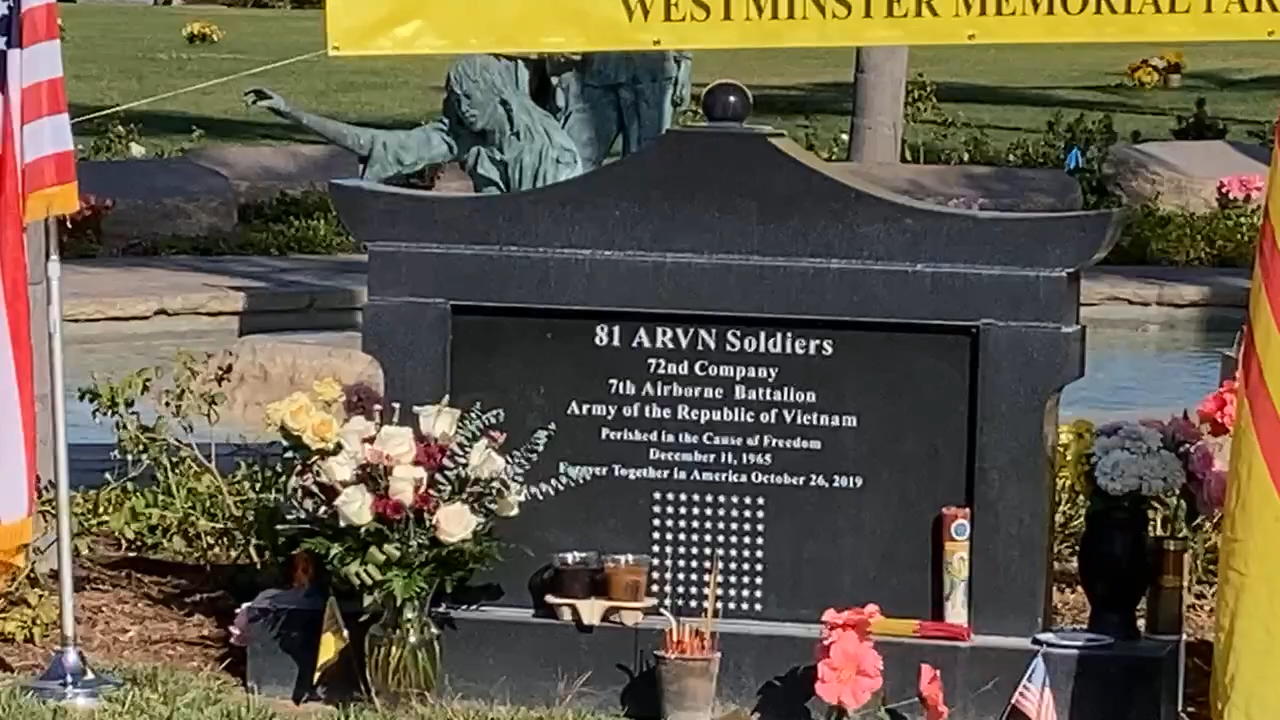 WESTMINSTER MEMORIAL PAR
81 ARVN Soldiers
72nd Company
7th Airborne Battalion
Army of the Republic of Vietnam
Perished in the Cause of Freedom
December 11, 1965
Forever Together in America October 26, 2019